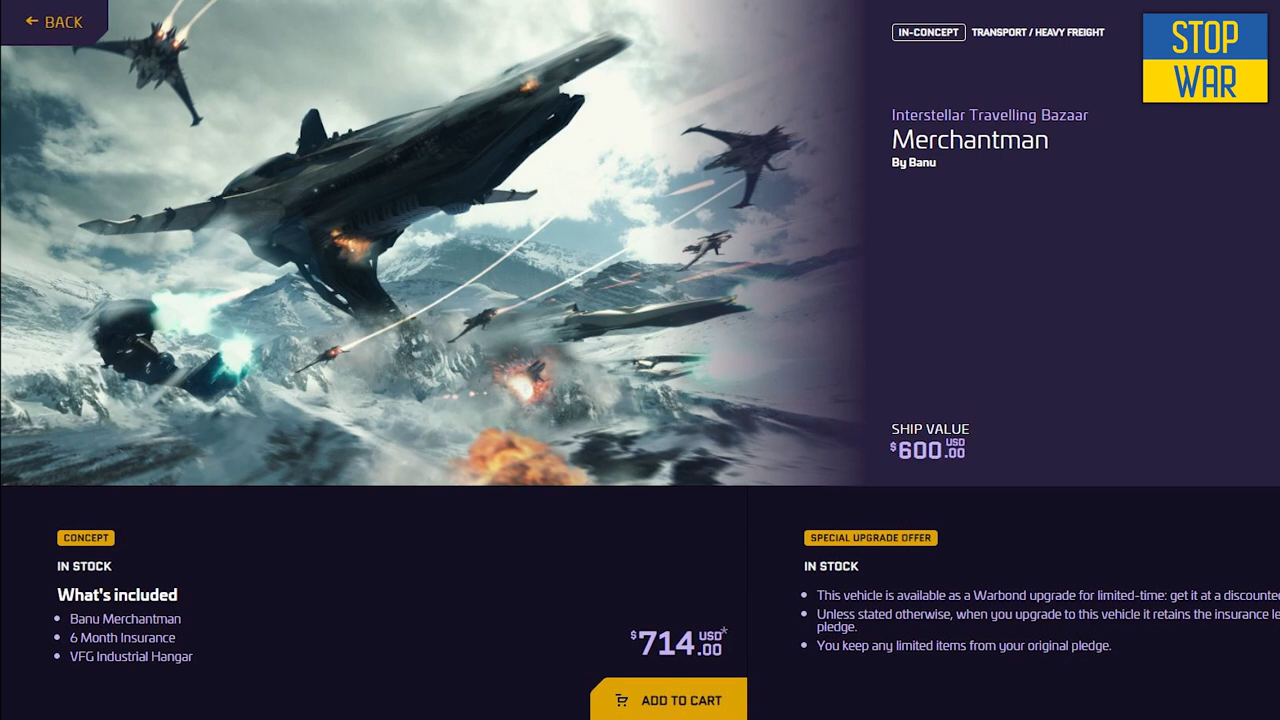 BACK
IN-CONCEPT TRANSPORT / HEAVY FREIGHT
STOP
WAR
Interstellar Travelling Bazaar
Merchantman
By Banu
SHIP VALUE
$600.00 USD
CONCEPT
IN STOCK
What's included
Banu Merchantman
6 Month Insurance
VFG Industrial Hangar
$714.00 USD*
ADD TO CART
SPECIAL UPGRADE OFFER
IN STOCK
This vehicle is available as a Warbond upgrade for limited-time: get it at a discounte
Unless stated otherwise, when you upgrade to this vehicle it retains the insurance le
pledge.
You keep any limited items from your original pledge.